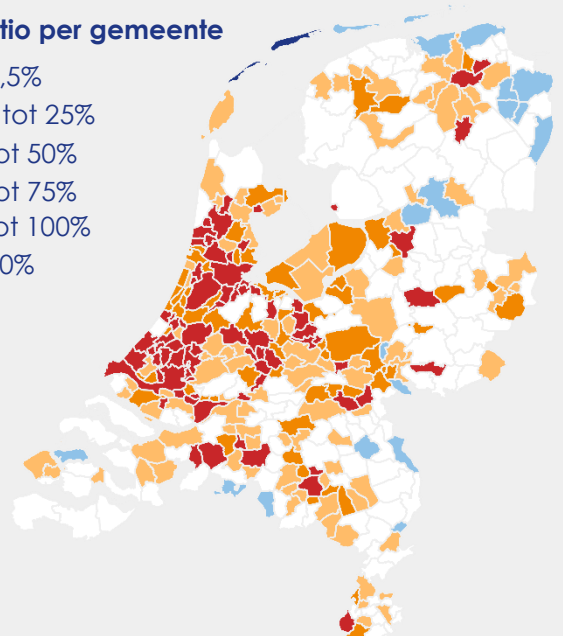 tio per gemeente
,5%
tot 25%
ot 50%
ot 75%
ot 100%
0%